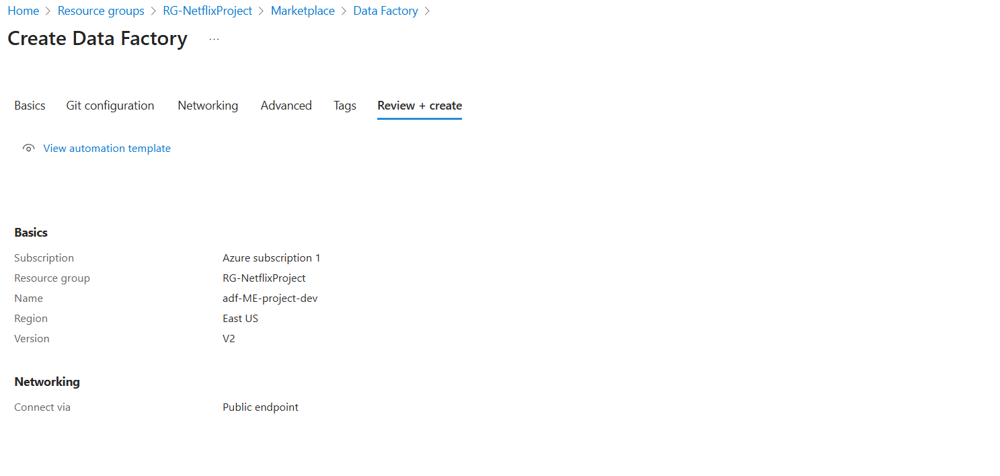 Home > Resource groups > RG-NetflixProject > Marketplace > Data Factory >
Create Data Factory ...
Basics Git configuration Networking Advanced Tags Review + create
View automation template
Basics
Subscription Azure subscription 1
Resource group RG-NetflixProject
Name adf-ME-project-dev
Region East US
Version V2
Networking
Connect via Public endpoint